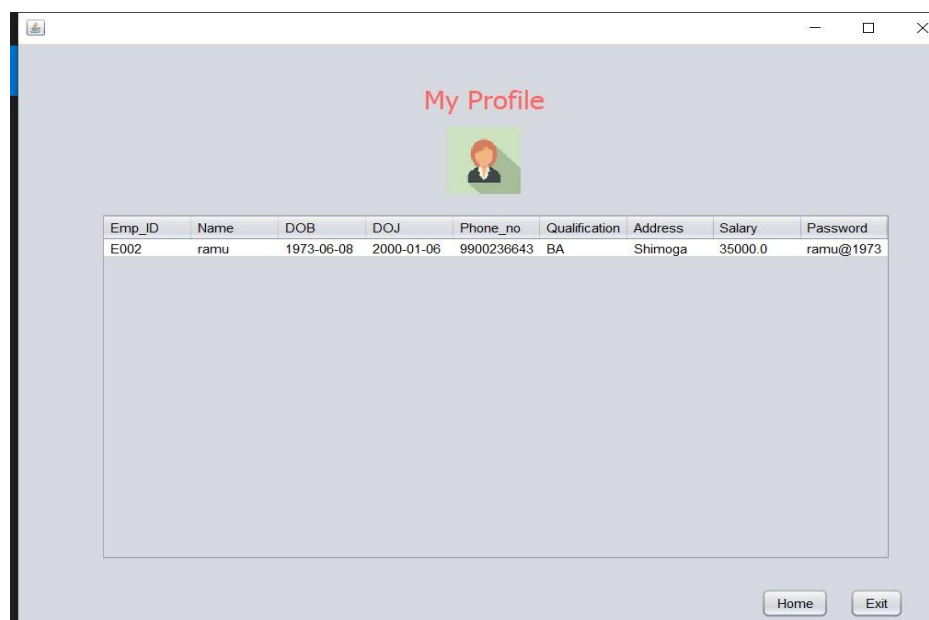 My Profile
Emp_ID Name DOB DOJ Phone_no Qualification Address Salary Password
E002 ramu 1973-06-08 2000-01-06 9900236643 BA Shimoga 35000.0 ramu@1973
Home Exit